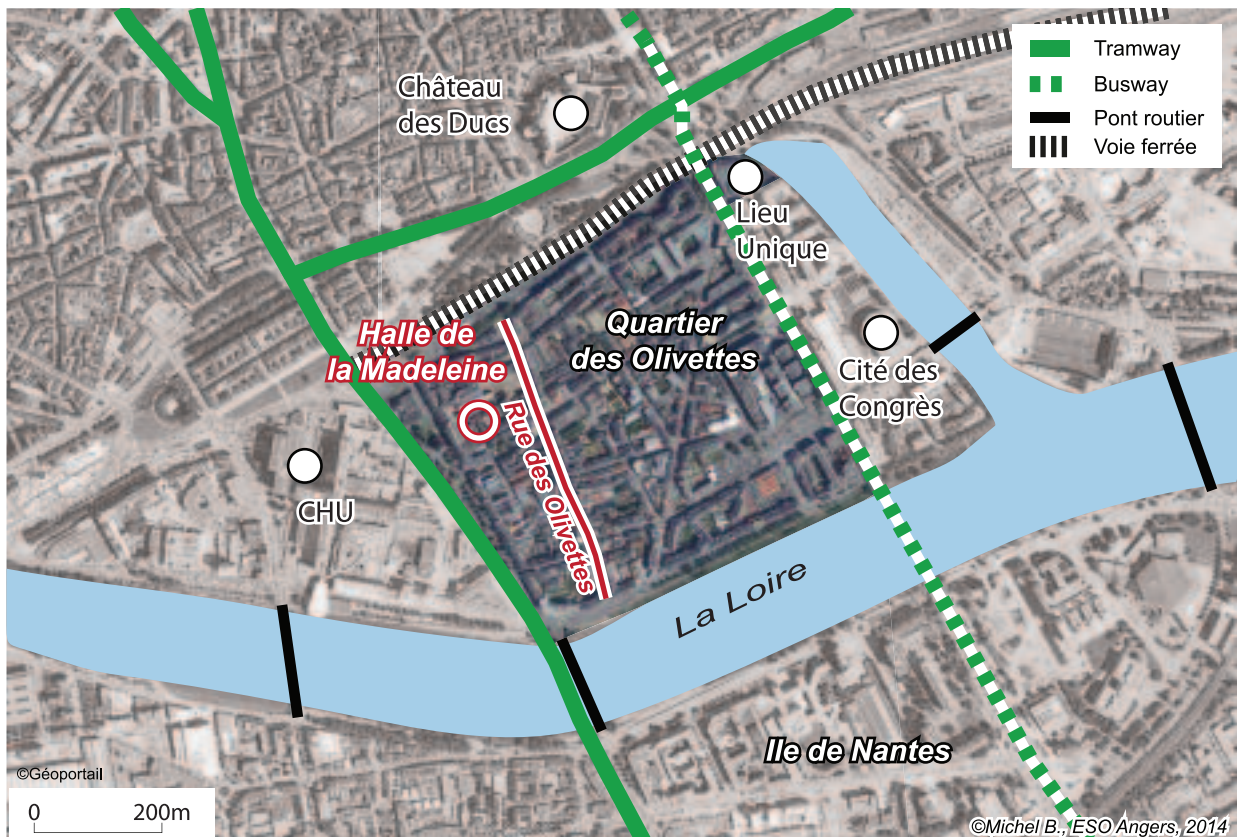 Tramway
Busway
Pont routier
Voie ferrée
Château
des Ducs
Lieu
Unique
Quartier
des Olivettes
Halle de
la Madeleine
Cité des
Congrès
Rue des Olivettes
CHU
La Loire
Ile de Nantes
©Géoportail
0 200m
©Michel B., ESO Angers, 2014